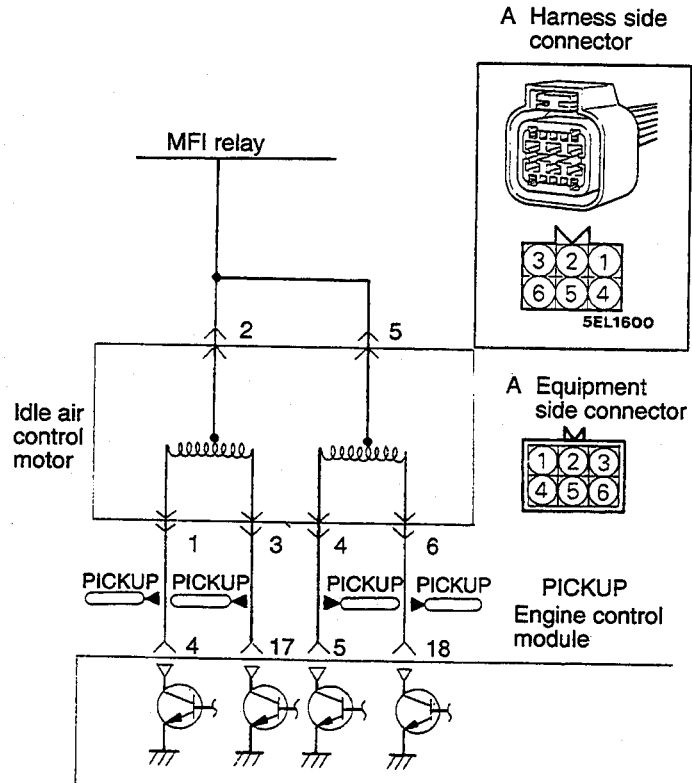 A Harness side
connector
MFI relay
3 2 1
6 5 4
5EL1600
2 5
A Equipment
side connector
Idle air
control
motor
1 2 3
4 5 6
1 3 4 6
PICKUP PICKUP PICKUP PICKUP
PICKUP
Engine control
module
4 17 5 18